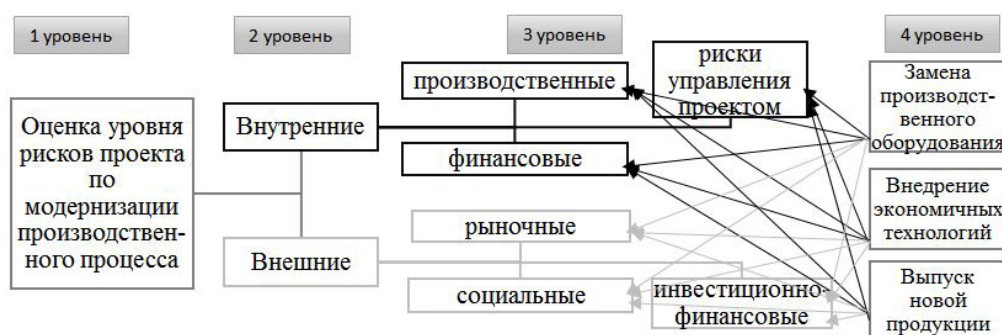 1 уровень
2 уровень
3 уровень
4 уровень
Оценка уровня
рисков проекта
по
модернизации
производствен-
ного процесса
Внутренние
Внешние
производственные
финансовые
риски
управления
проектом
рыночные
социальные
инвестиционно-
финансовые
Замена
производст-
венного
оборудования
Внедрение
экономичных
технологий
Выпуск
новой
продукции